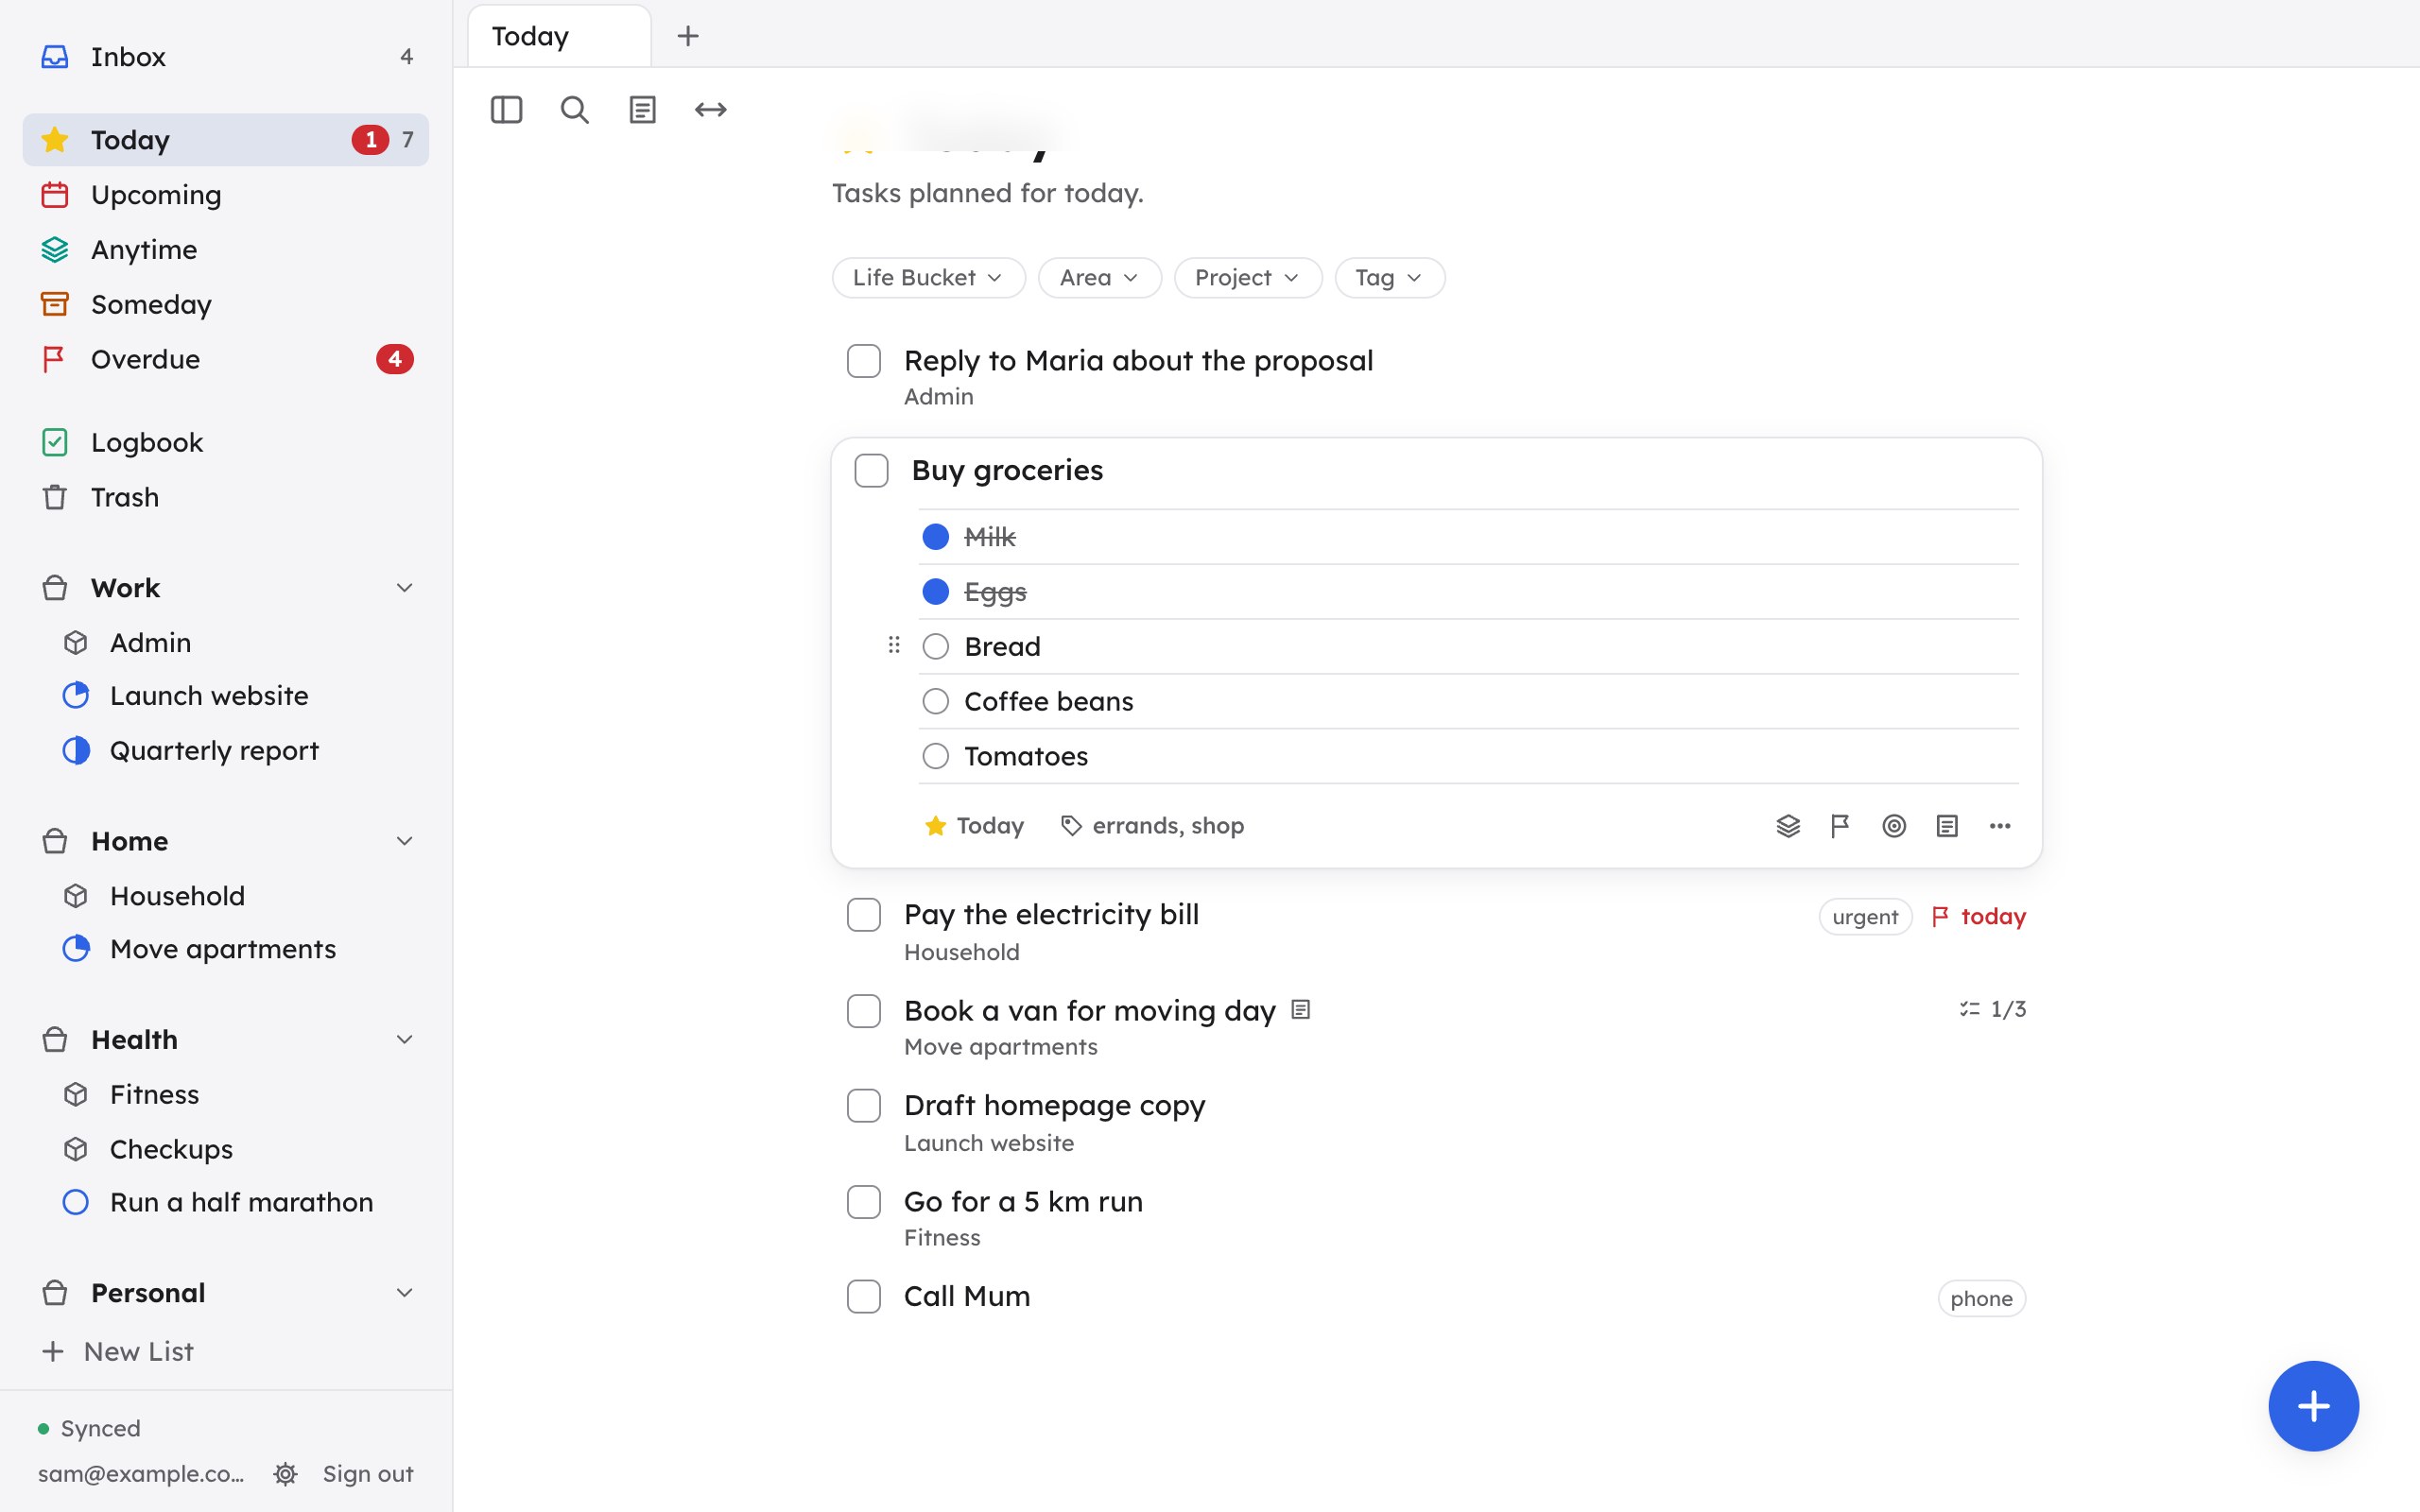 Inbox 4
Today 1 7
Upcoming
Anytime
Someday
Overdue 4
Logbook
Trash
Work
Admin
Launch website
Quarterly report
Home
Household
Move apartments
Health
Fitness
Checkups
Run a half marathon
Personal
New List
Synced
sam@example.co... Sign out
Today
Tasks planned for today.
Life Bucket Area Project Tag
Reply to Maria about the proposal
Admin
Buy groceries
Milk
Eggs
Bread
Coffee beans
Tomatoes
Today errands, shop
Pay the electricity bill urgent today
Household
Book a van for moving day 1/3
Move apartments
Draft homepage copy
Launch website
Go for a 5 km run
Fitness
Call Mum phone